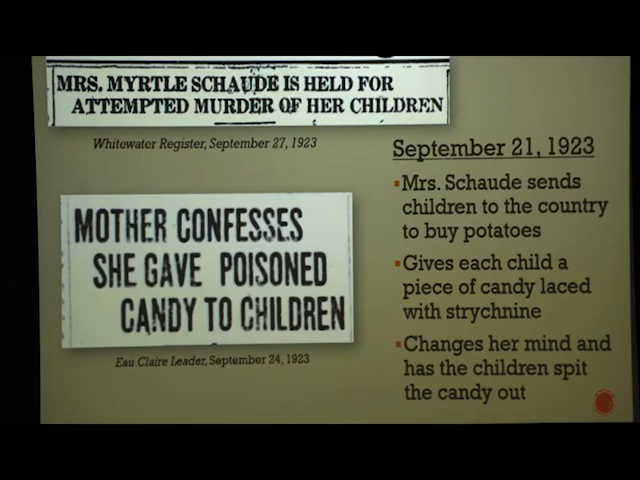 MRS. MYRTLE SCHAUDE IS HELD FOR
ATTEMPTED MURDER OF HER CHILDREN
Whitewater Register, September 27, 1923
MOTHER CONFESSES
SHE GAVE POISONED
CANDY TO CHILDREN
Eau Claire Leader, September 24, 1923
September 21, 1923
▪Mrs. Schaude sends
children to the country
to buy potatoes
▪Gives each child a
piece of candy laced
with strychnine
▪Changes her mind and
has the children spit
the candy out